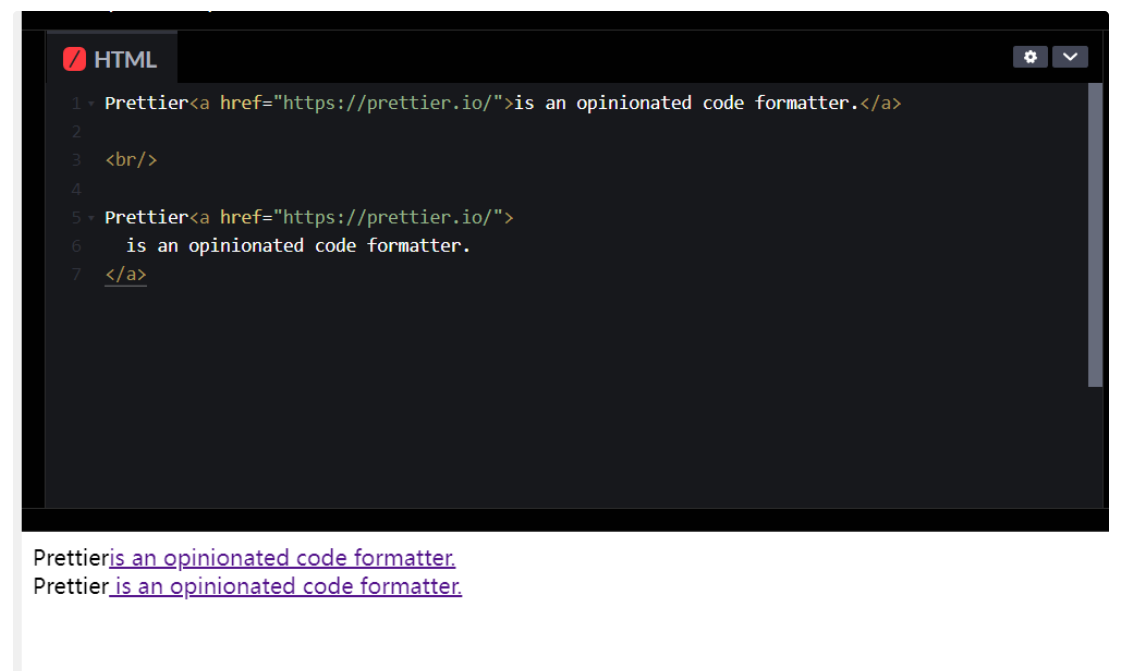 HTML
1 Prettier<a href="https://prettier.io/">is an opinionated code formatter.</a>
2
3 <br/>
4
5 Prettier<a href="https://prettier.io/">
6 is an opinionated code formatter.
7 </a>
Prettieris an opinionated code formatter.
Prettier is an opinionated code formatter.